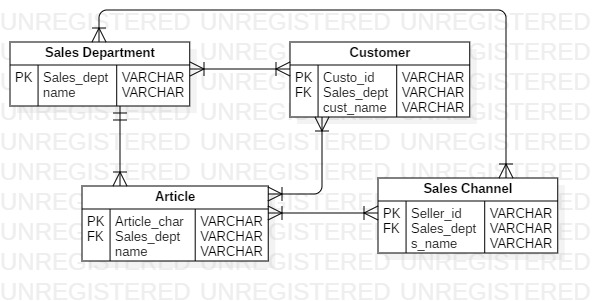 UNREGISTERED UNREGISTERED UNREGISTERED
Sales Department
PK Sales_dept VARCHAR
name VARCHAR
Customer
PK Custo_id VARCHAR
FK Sales_dept VARCHAR
cust_name VARCHAR
Article
PK Article_char VARCHAR
FK Sales_dept VARCHAR
name VARCHAR
Sales Channel
PK Seller_id VARCHAR
FK Sales_dept VARCHAR
s_name VARCHAR